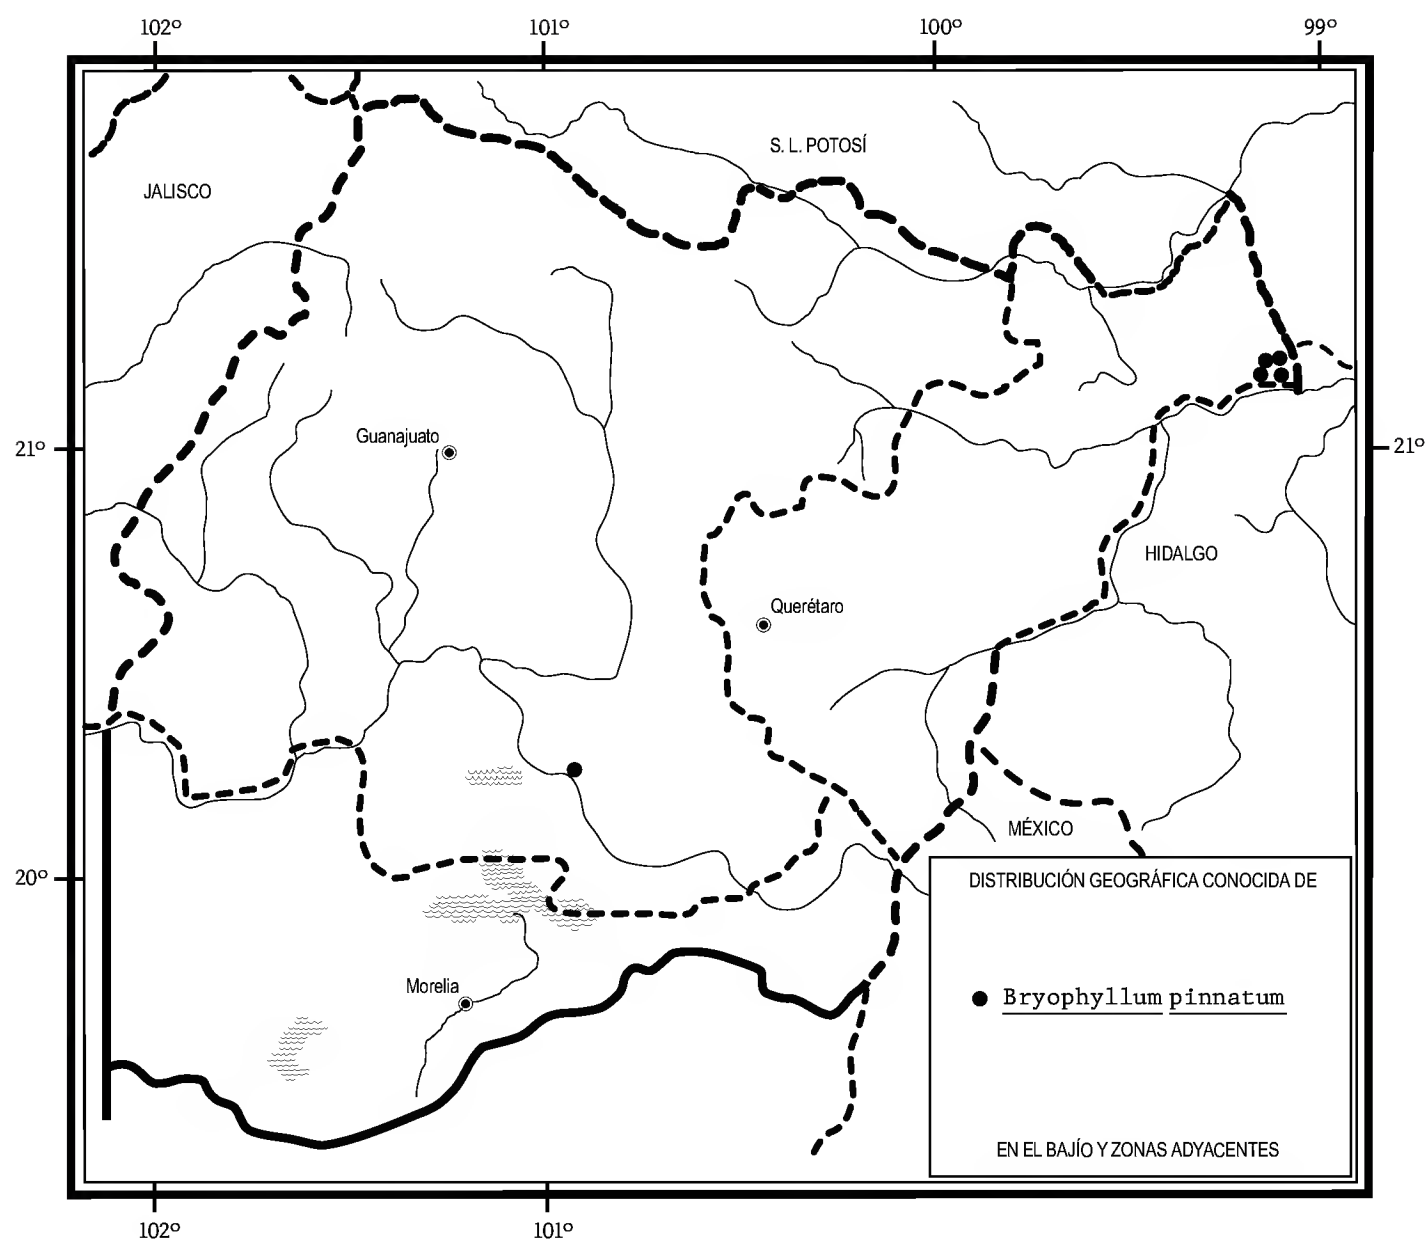 102º 101º 100º 99º
S. L. POTOSÍ
JALISCO
Guanajuato
21º 21º
HIDALGO
Querétaro
MÉXICO
20º
DISTRIBUCIÓN GEOGRÁFICA CONOCIDA DE
Morelia
Bryophyllum pinnatum
EN EL BAJÍO Y ZONAS ADYACENTES
102º 101º